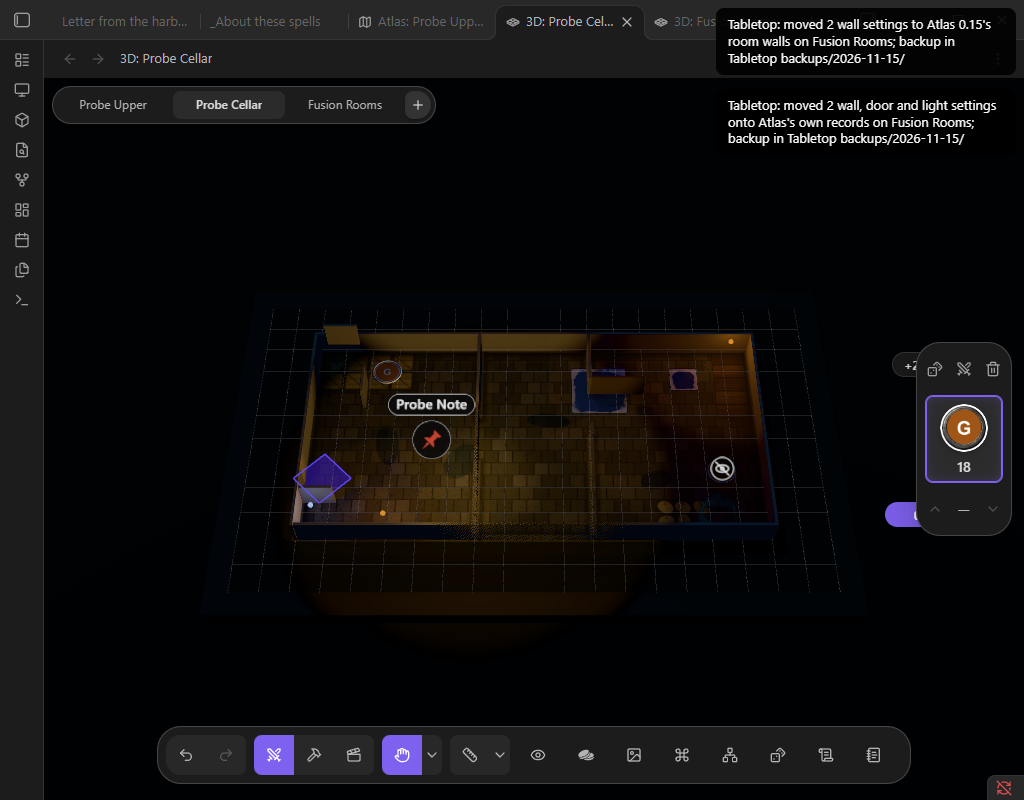 Letter from the harb...
_About these spells
Atlas: Probe Upp...
3D: Probe Cel...
3D: Fus
3D: Probe Cellar
Tabletop: moved 2 wall settings to Atlas 0.15's
room walls on Fusion Rooms; backup in
Tabletop backups/2026-11-15/
Tabletop: moved 2 wall, door and light settings
onto Atlas's own records on Fusion Rooms;
backup in Tabletop backups/2026-11-15/
Probe Upper
Probe Cellar
Fusion Rooms
G
Probe Note
+2
G
18